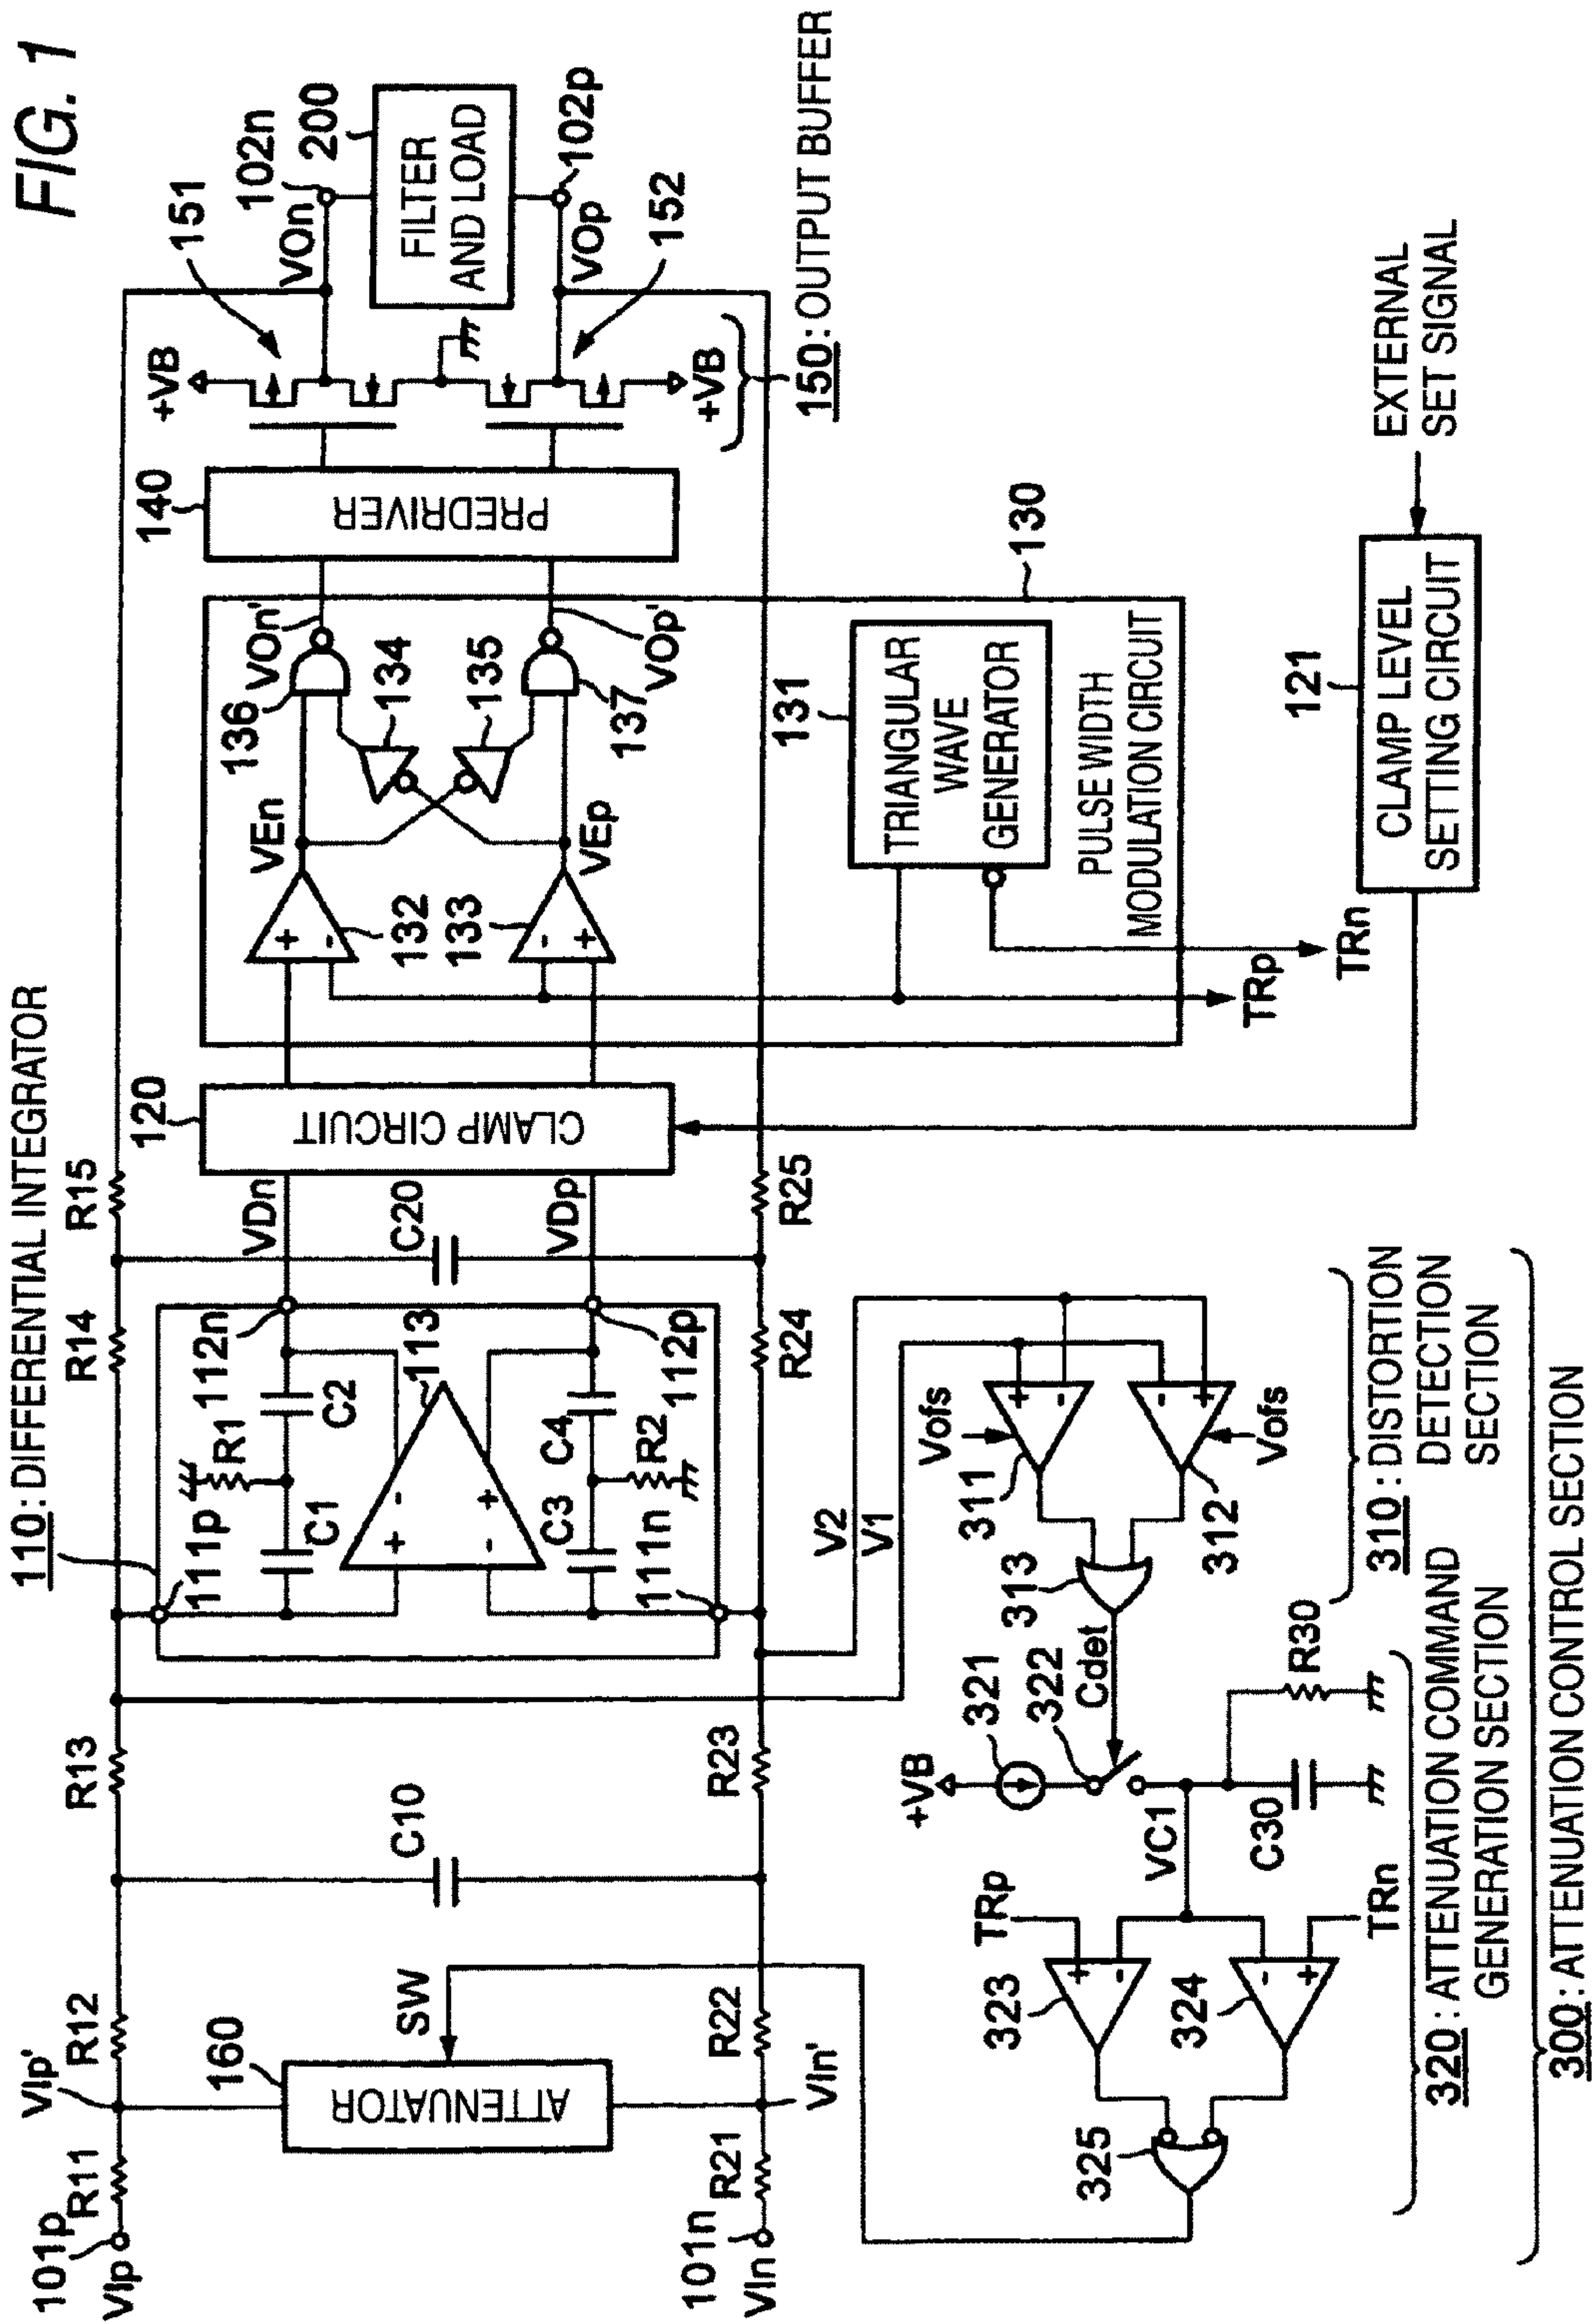 FIG. 1
110 : DIFFERENTIAL INTEGRATOR
101p
VIp
R11
VIp'
R12
R13
R14
R15
160
ATTENUATOR
SW
C10
111p
C1
R1
C2
112n
113
+
-
-
+
C3
C4
R2
111n
112p
VDn
VDp
C20
120
CLAMP CIRCUIT
+
-
132
133
-
+
VEn
VEp
136
134
135
137
VOn'
VOp'
140
PREDRIVER
+VB
151
VOn
102n
200
FILTER
AND LOAD
102p
VOp
152
+VB
150 : OUTPUT BUFFER
101n
VIn
R21
VIn'
R22
R23
R24
R25
131
TRIANGULAR
WAVE
GENERATOR
PULSE WIDTH
MODULATION CIRCUIT
130
TRp
TRn
121
CLAMP LEVEL
SETTING CIRCUIT
EXTERNAL
SET SIGNAL
V2
V1
Vofs
311
+
-
-
+
312
Vofs
313
Cdet
+VB
321
322
VC1
C30
R30
TRp
323
+
-
-
+
324
TRn
325
310 : DISTORTION
DETECTION
SECTION
320 : ATTENUATION COMMAND
GENERATION SECTION
300 : ATTENUATION CONTROL SECTION